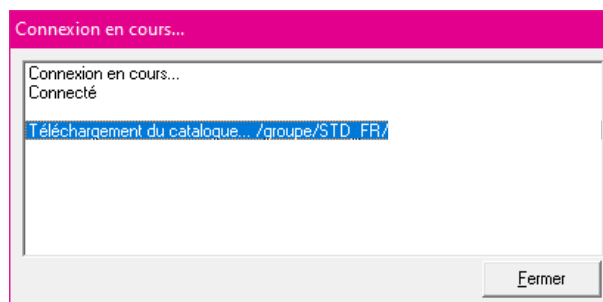 Connexion en cours...
Connexion en cours...
Connecté
Téléchargement du catalogue... /groupe/STD_FR/
Fermer